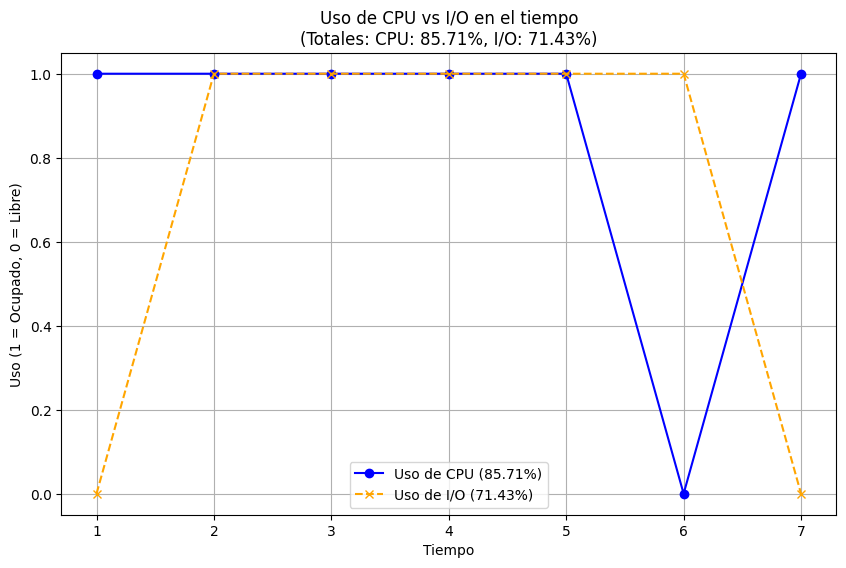 Uso de CPU vs I/O en el tiempo
(Totales: CPU: 85.71%, I/O: 71.43%)
Uso (1 = Ocupado, 0 = Libre)
1.0
0.8
0.6
0.4
0.2
0.0
Uso de CPU (85.71%)
Uso de I/O (71.43%)
1 2 3 4 5 6 7
Tiempo